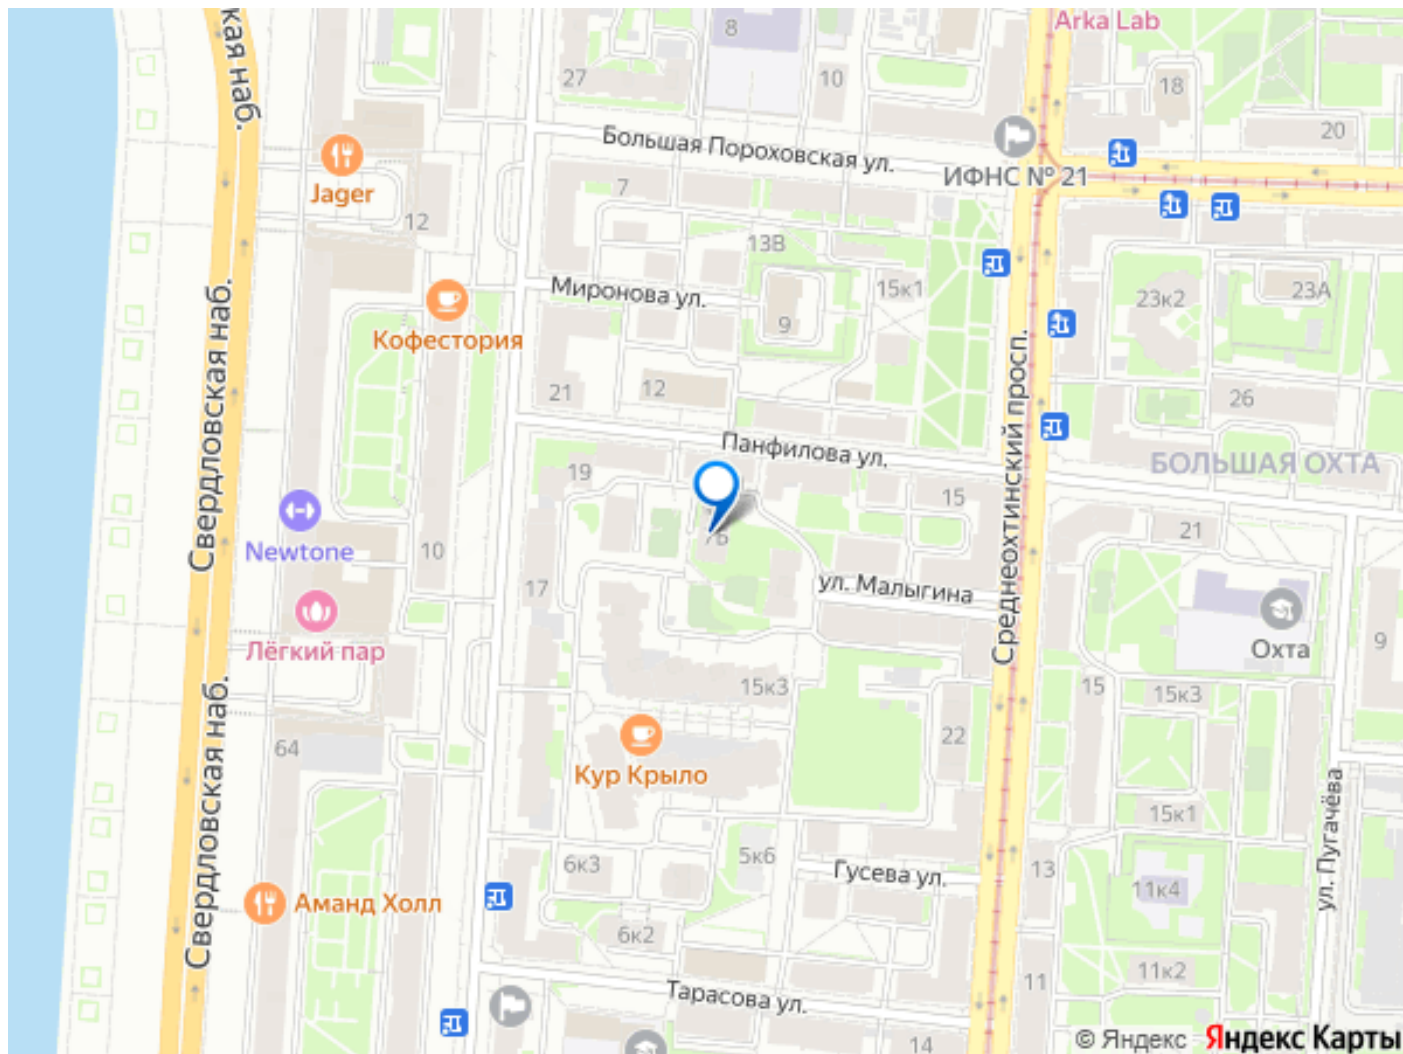 кая наб.
Arka Lab
8
27
10
18
20
Большая Пороховская ул.
ИФНС № 21
Jager
7
12
13В
Миронова ул.
15к1
9
23к2
23А
Кофестория
Свердловская наб.
Среднеохтинский просп.
21
12
26
Панфилова ул.
БОЛЬШАЯ ОХТА
19
15
21
Newtone
10
7Б
17
ул. Малыгина
Охта
9
Лёгкий пар
15к3
15
15к3
22
64
Свердловская наб.
Кур Крыло
15к1
ул. Пугачёва
5к6
6к3
Гусева ул.
13
11к4
Аманд Холл
6к2
11к2
11
Тарасова ул.
14
© Яндекс Яндекс Карты